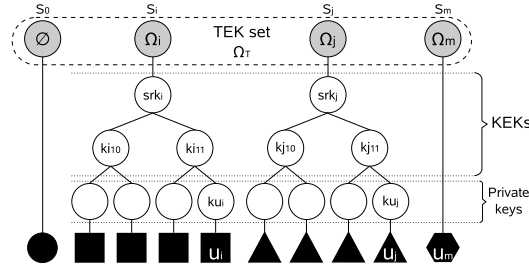 S0 Si Sj Sm
∅ Ωi TEK set Ωj Ωm
ΩT
srki srkj
KEKs
ki10 ki11 kj10 kj11
Private
keys
kui kuj
ui uj um